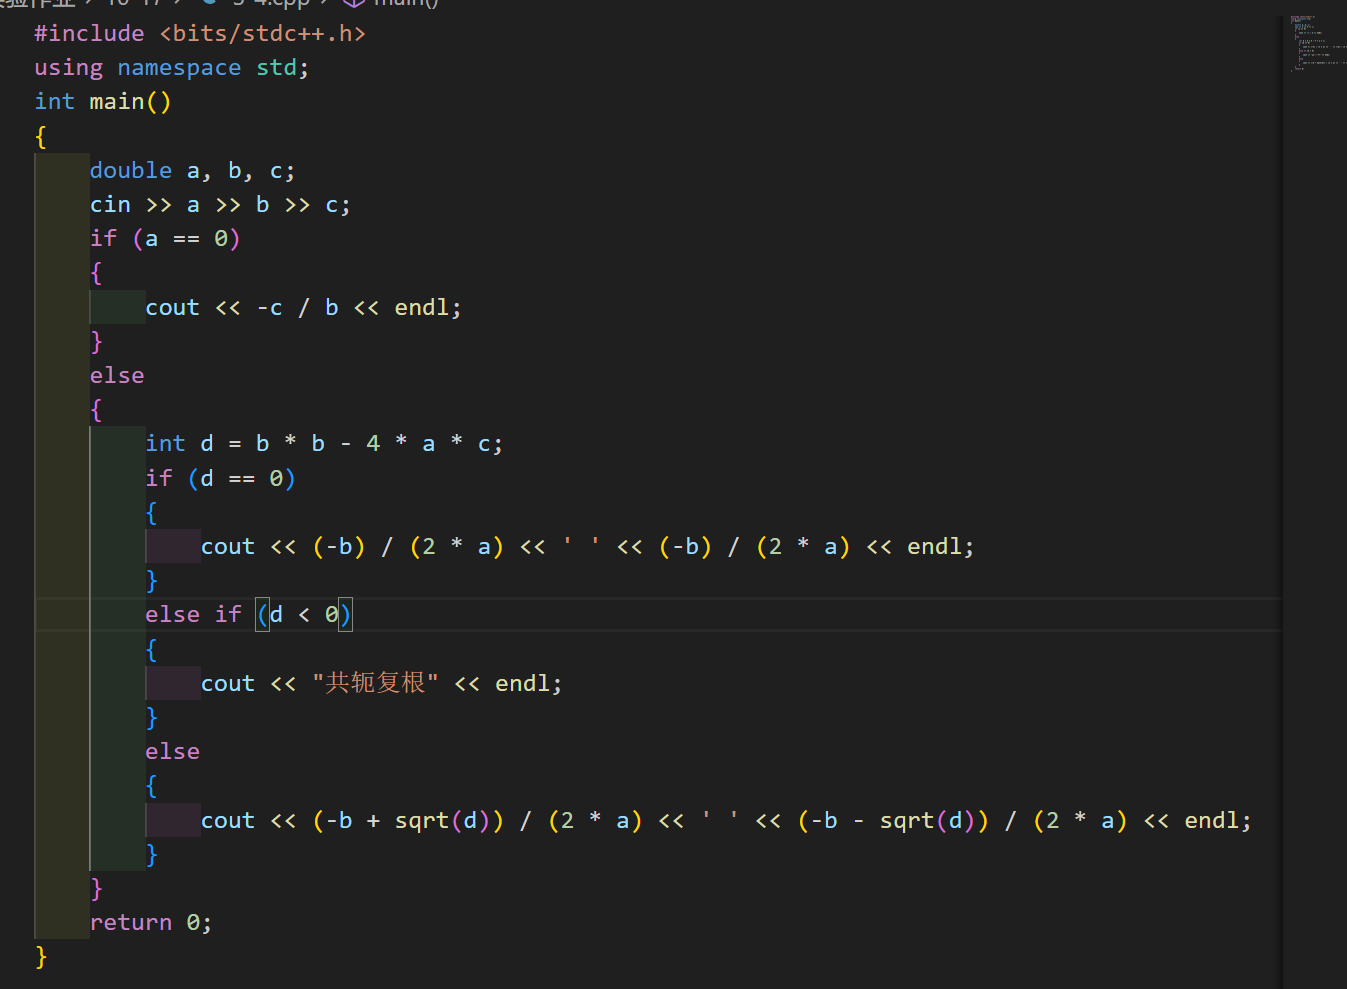 10-17 > 3-4.cpp > main()
#include <bits/stdc++.h>
using namespace std;
int main()
{
    double a, b, c;
    cin >> a >> b >> c;
    if (a == 0)
    {
        cout << -c / b << endl;
    }
    else
    {
        int d = b * b - 4 * a * c;
        if (d == 0)
        {
            cout << (-b) / (2 * a) << ' ' << (-b) / (2 * a) << endl;
        }
        else if (d < 0)
        {
            cout << "共轭复根" << endl;
        }
        else
        {
            cout << (-b + sqrt(d)) / (2 * a) << ' ' << (-b - sqrt(d)) / (2 * a) << endl;
        }
    }
    return 0;
}